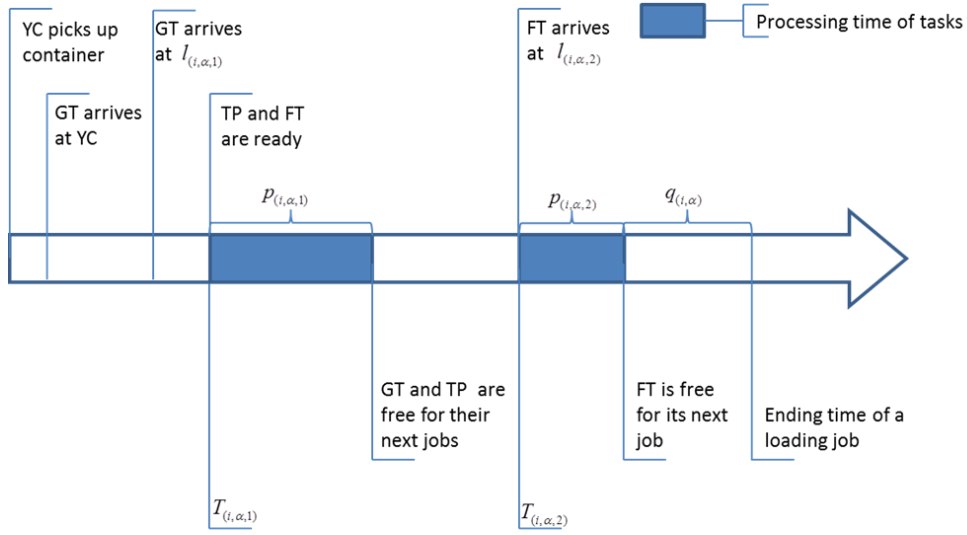 YC picks up
container
GT arrives
at l(i,α,1)
FT arrives
at l(i,α,2)
Processing time of tasks
GT arrives
at YC
TP and FT
are ready
p(i,α,1)
p(i,α,2)
q(i,α)
GT and TP are
free for their
next jobs
FT is free
for its next
job
Ending time of a
loading job
T(i,α,1)
T(i,α,2)